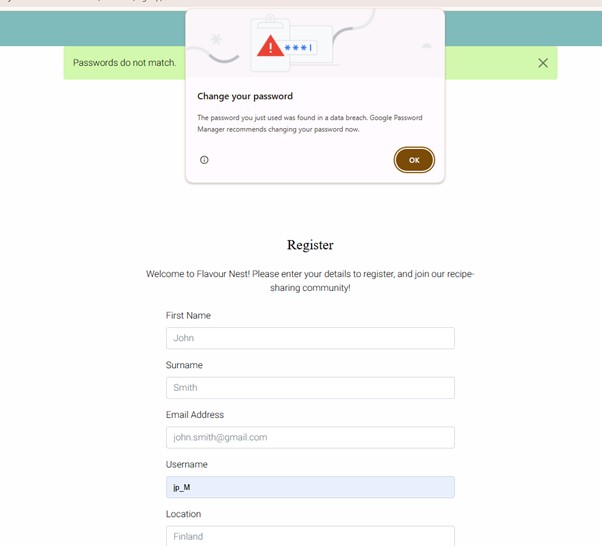 Passwords do not match.
***
Change your password
The password you just used was found in a data breach. Google Password
Manager recommends changing your password now.
OK
Register
Welcome to Flavour Nest! Please enter your details to register, and join our recipe-
sharing community!
First Name
John
Surname
Smith
Email Address
john.smith@gmail.com
Username
jp_M
Location
Finland